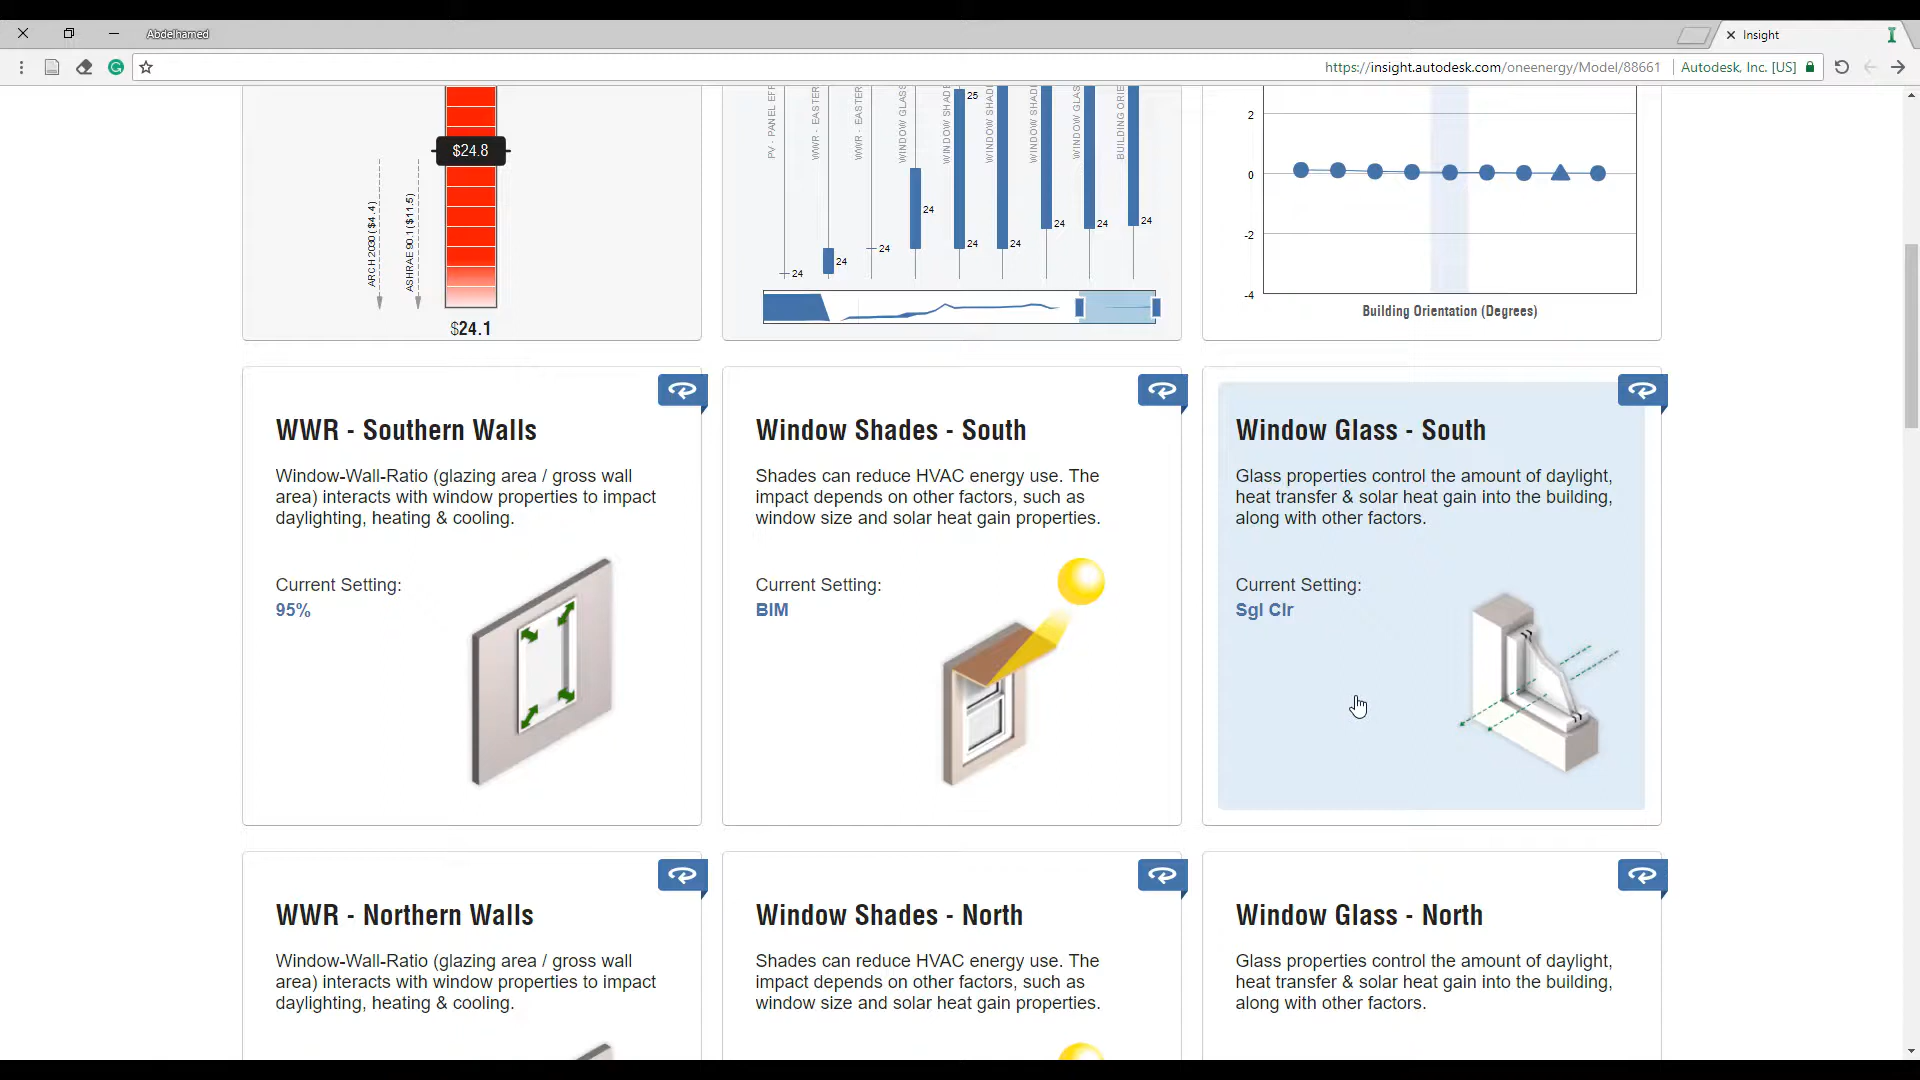 Abdelhamed
Insight
https://insight.autodesk.com/oneenergy/Model/88661
Autodesk, Inc. [US]
$24.8
ARCH 2030 ($4.4)
ASHRAE 90.1 ($11.5)
$24.1
PV - PANEL EFF
WWR - EASTER
WWR - EASTER
WINDOW GLASS
WINDOW SHADE
WINDOW SHADE
WINDOW SHAD
WINDOW GLAS
BUILDING ORIE
25
24
24
24
24
24
24
24
24
24
2
0
-2
-4
Building Orientation (Degrees)
WWR - Southern Walls
Window-Wall-Ratio (glazing area / gross wall
area) interacts with window properties to impact
daylighting, heating & cooling.
Current Setting:
95%
Window Shades - South
Shades can reduce HVAC energy use. The
impact depends on other factors, such as
window size and solar heat gain properties.
Current Setting:
BIM
Window Glass - South
Glass properties control the amount of daylight,
heat transfer & solar heat gain into the building,
along with other factors.
Current Setting:
Sgl Clr
WWR - Northern Walls
Window-Wall-Ratio (glazing area / gross wall
area) interacts with window properties to impact
daylighting, heating & cooling.
Window Shades - North
Shades can reduce HVAC energy use. The
impact depends on other factors, such as
window size and solar heat gain properties.
Window Glass - North
Glass properties control the amount of daylight,
heat transfer & solar heat gain into the building,
along with other factors.